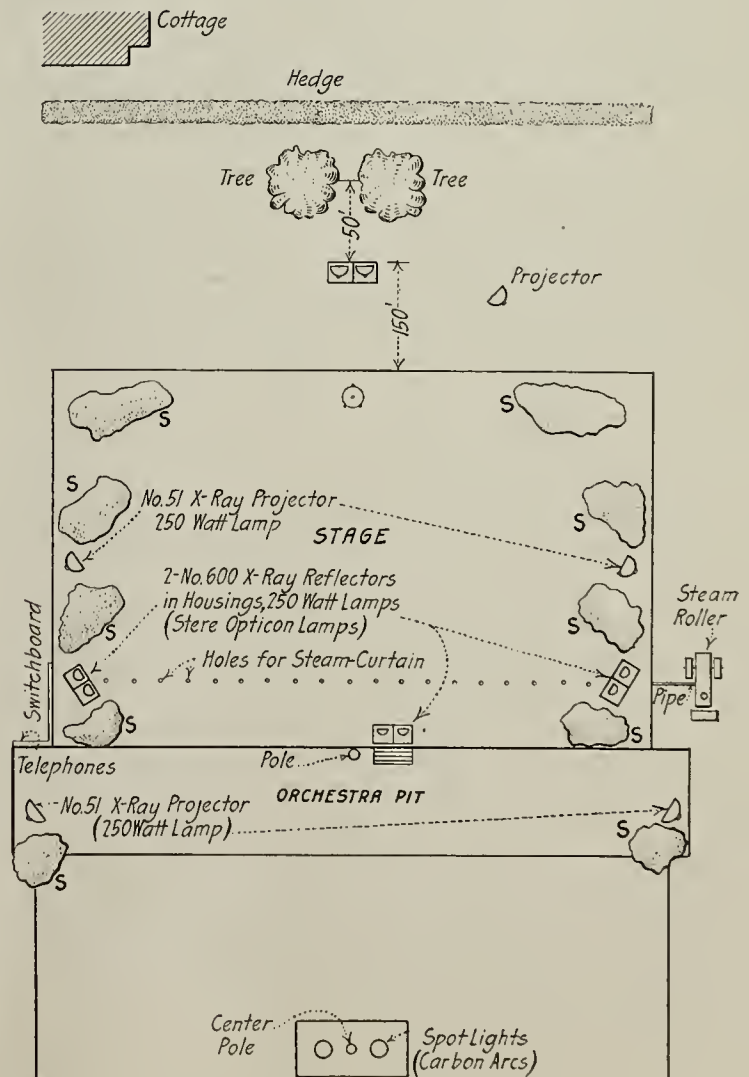 Cottage
Hedge
Tree
Tree
50'
Projector
150'
S
S
S
No.51 X-Ray Projector
250 Watt Lamp
STAGE
S
2-No.600 X-Ray Reflectors
in Housings, 250 Watt Lamps
(Stere Opticon Lamps)
S
S
Steam
Roller
Switchboard
Holes for Steam-Curtain
Pipe
S
S
Telephones
Pole
ORCHESTRA PIT
No.51 X-Ray Projector
(250 Watt Lamp)
S
S
Center
Pole
Spot Lights
(Carbon Arcs)